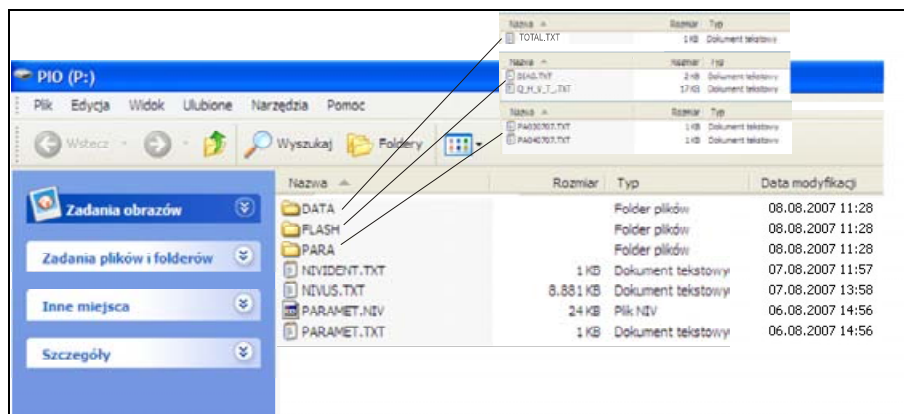 Nazwa Rozmiar Typ
TOTAL.TXT 1 KB Dokument tekstowy
Nazwa Rozmiar Typ
DIAG.TXT 2 KB Dokument tekstowy
Q_H_V_T_.TXT 17 KB Dokument tekstowy
Nazwa Rozmiar Typ
PA030707.TXT 1 KB Dokument tekstowy
PA040707.TXT 1 KB Dokument tekstowy
PIO (P:)
Plik Edycja Widok Ulubione Narzędzia Pomoc
Wstecz Wyszukaj Foldery
Nazwa Rozmiar Typ Data modyfikacji
Zadania obrazów
Zadania plików i folderów
Inne miejsca
Szczegóły
DATA Folder plików 08.08.2007 11:28
FLASH Folder plików 08.08.2007 11:28
PARA Folder plików 08.08.2007 11:28
NIVIDENT.TXT 1 KB Dokument tekstowy 07.08.2007 11:57
NIVUS.TXT 8.881 KB Dokument tekstowy 07.08.2007 13:58
PARAMET.NIV 24 KB Plik NIV 06.08.2007 14:56
PARAMET.TXT 1 KB Dokument tekstowy 06.08.2007 14:56